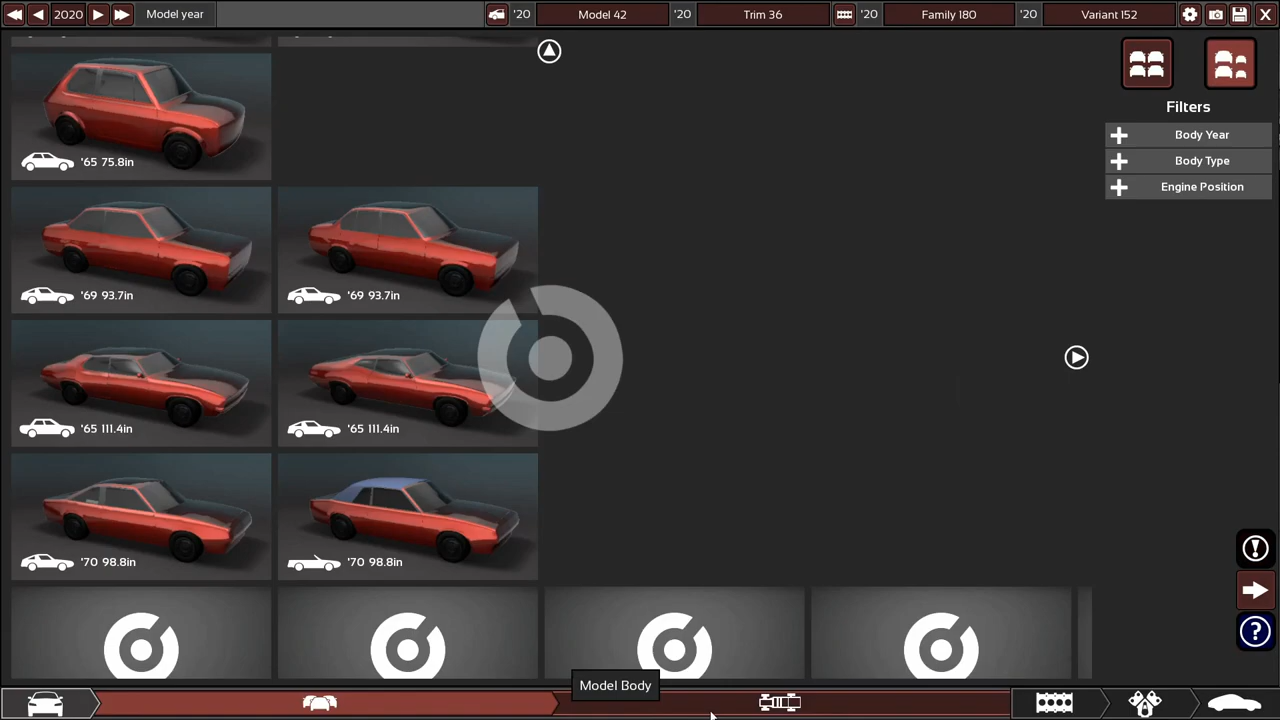 2020 Model year '20 Model 42 '20 Trim 36 '20 Family 180 '20 Variant 152
Filters
Body Year
Body Type
Engine Position
'65 75.8in
'69 93.7in '69 93.7in
'65 111.4in '65 111.4in
'70 98.8in '70 98.8in
Model Body